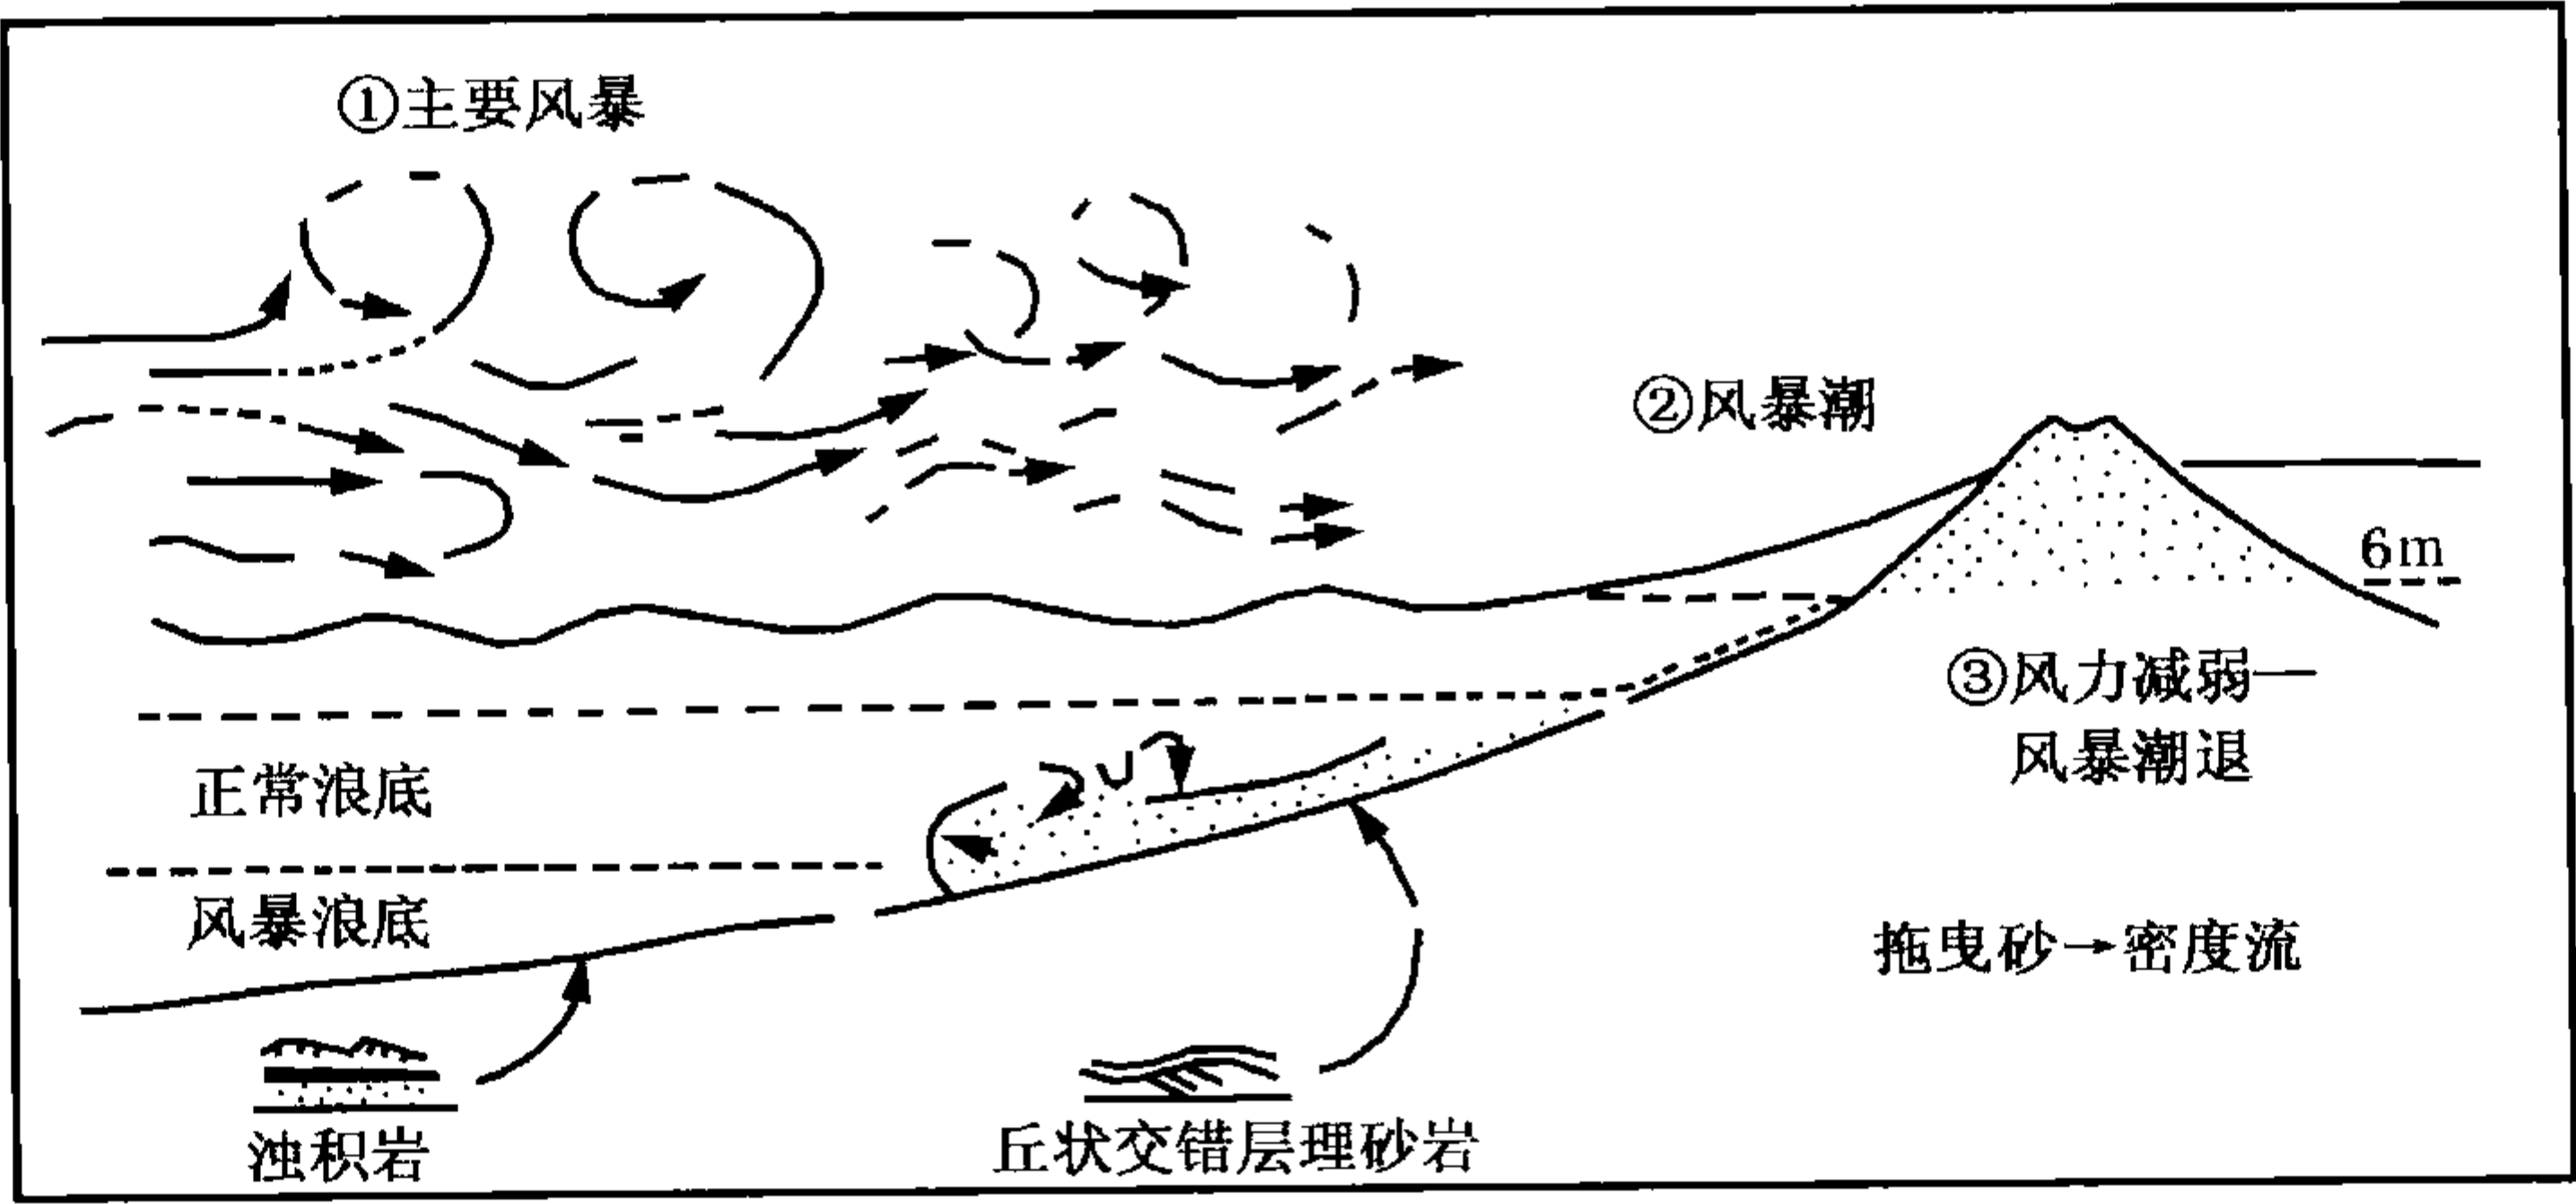 ①主要风暴
②风暴潮
6m
③风力减弱—
风暴潮退
正常浪底
风暴浪底
拖曳砂→密度流
浊积岩
丘状交错层理砂岩